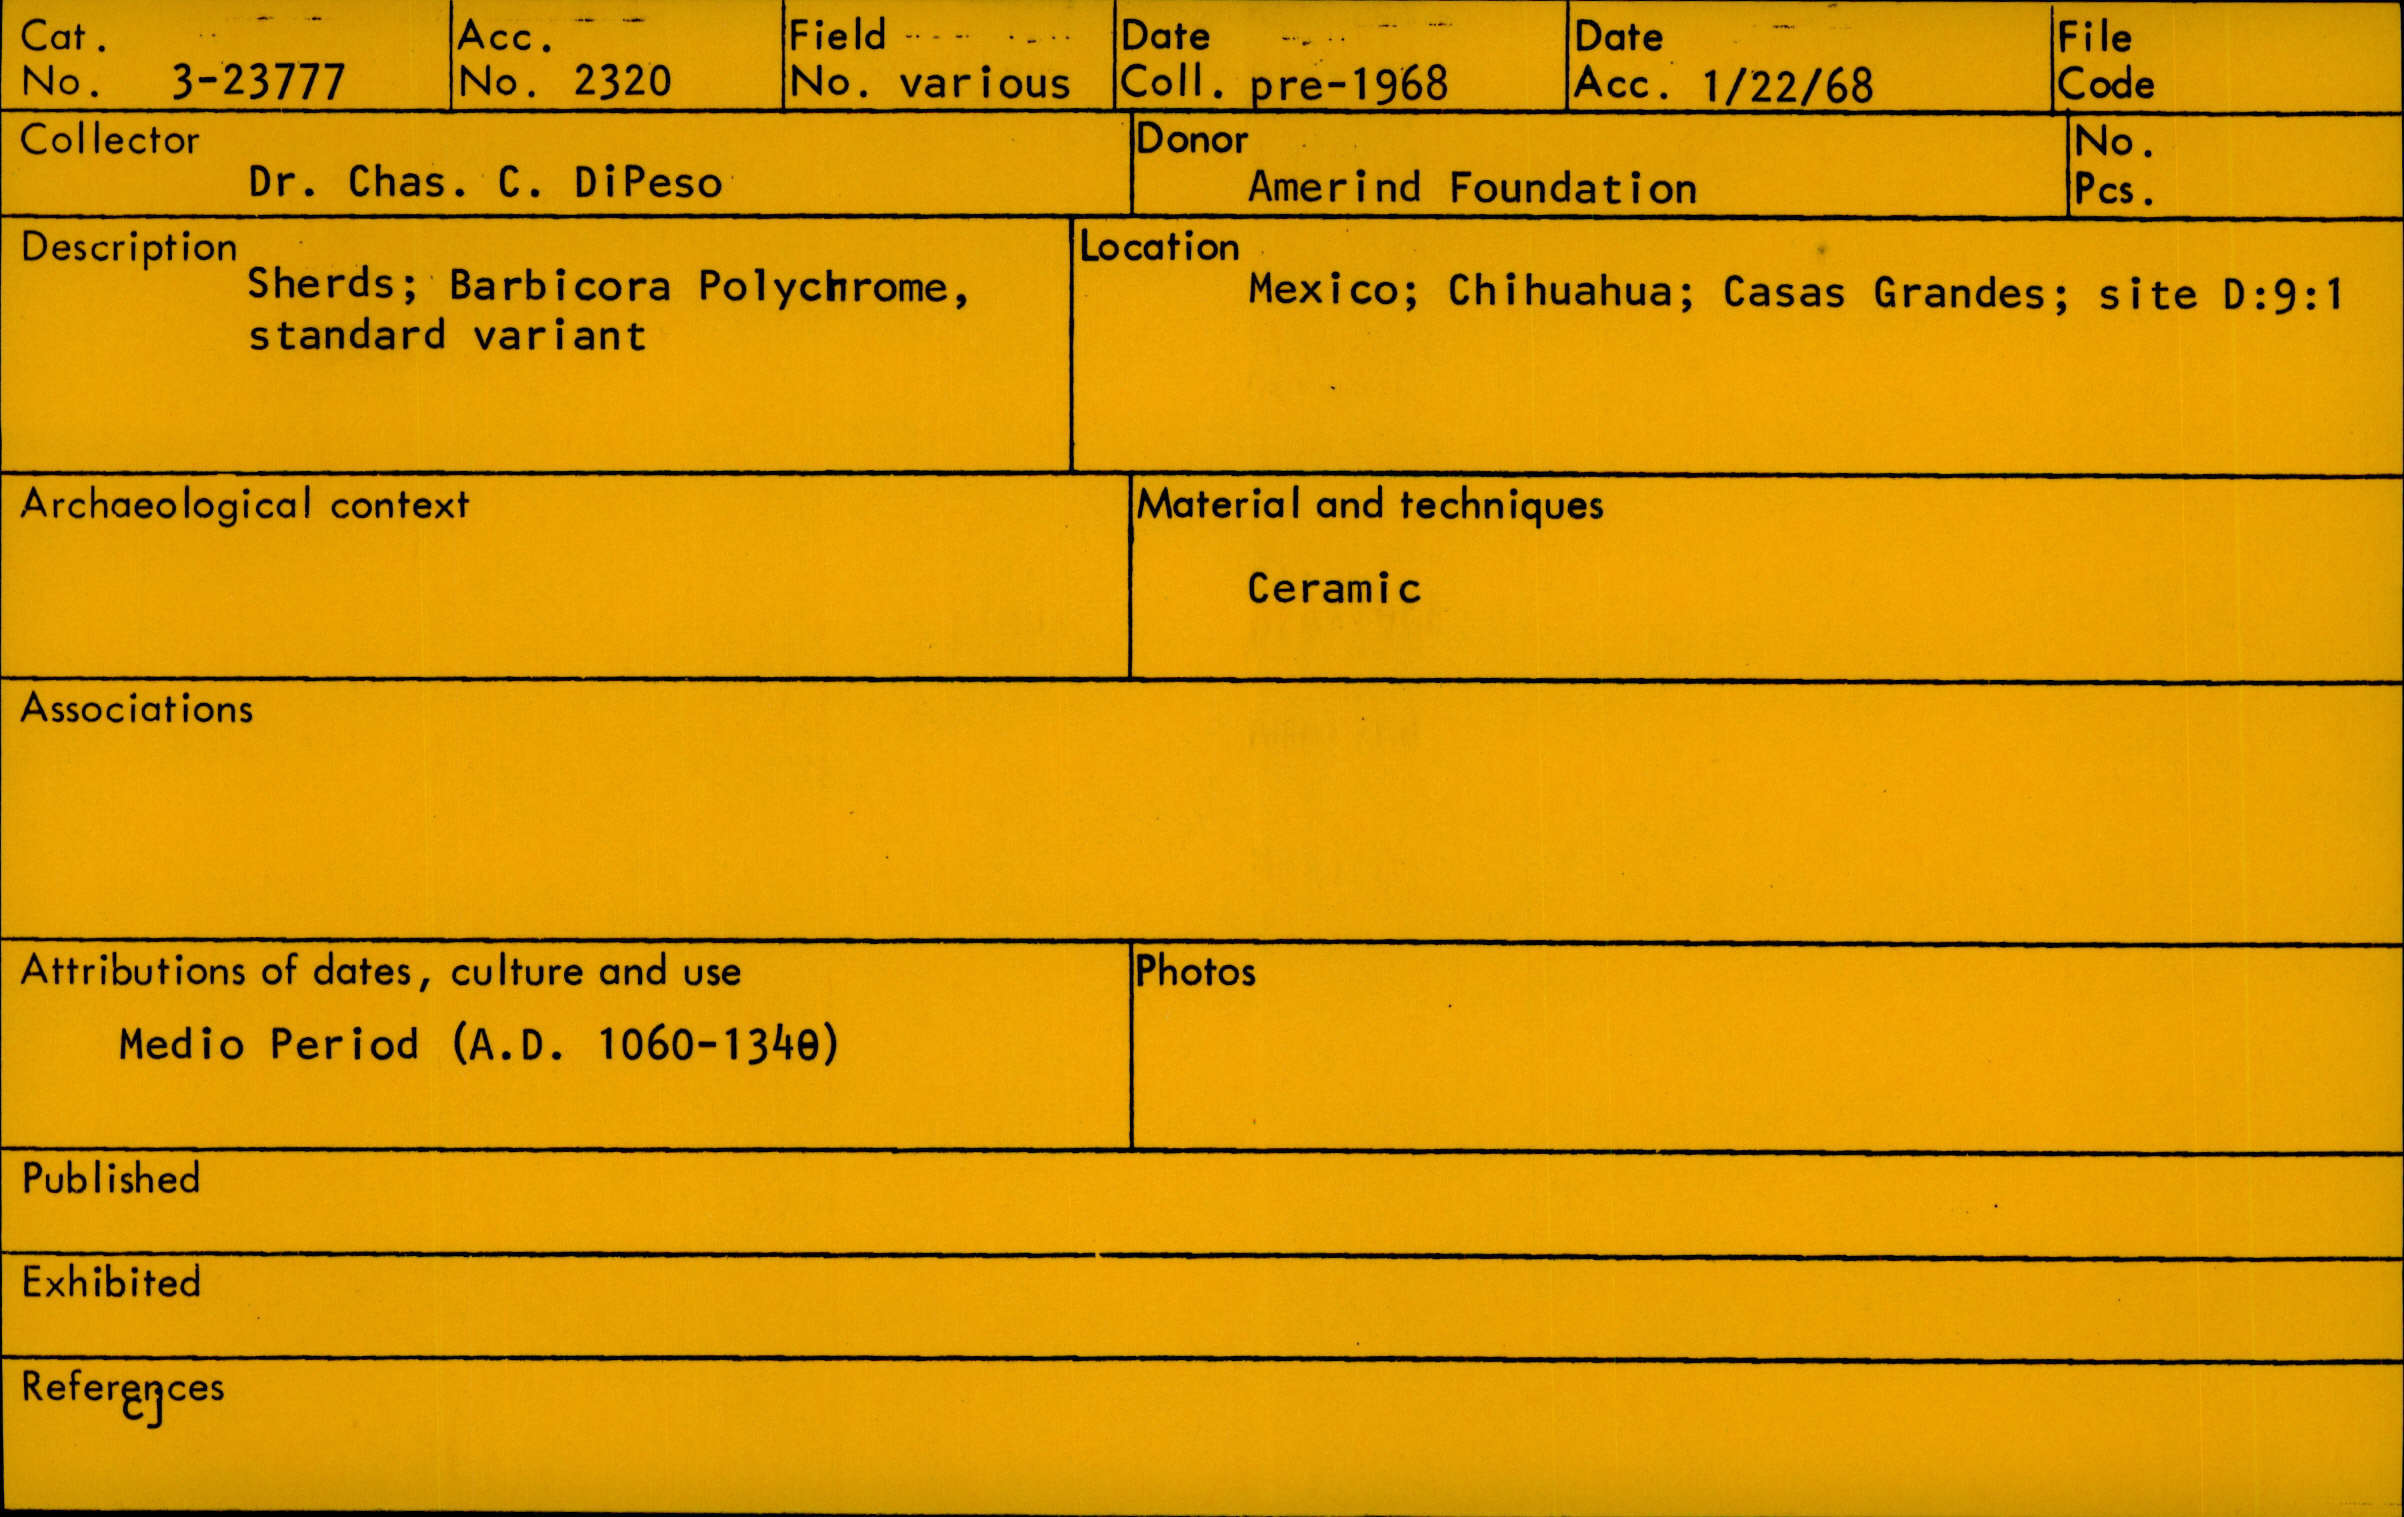 Cat. No. 3-23777
Acc. No. 2320
Field No. various
Date Coll. pre-1968
Date Acc. 1/22/68
File Code
Collector
Dr. Chas. C. DiPeso
Donor
Amerind Foundation
No. Pcs.
Description
Sherds; Barbicora Polychrome,
standard variant
Location
Mexico; Chihuahua; Casas Grandes; site D:9:1
Archaeological context
Material and techniques
Ceramic
Associations
Attributions of dates, culture and use
Medio Period (A.D. 1060-1340)
Photos
Published
Exhibited
References
cj